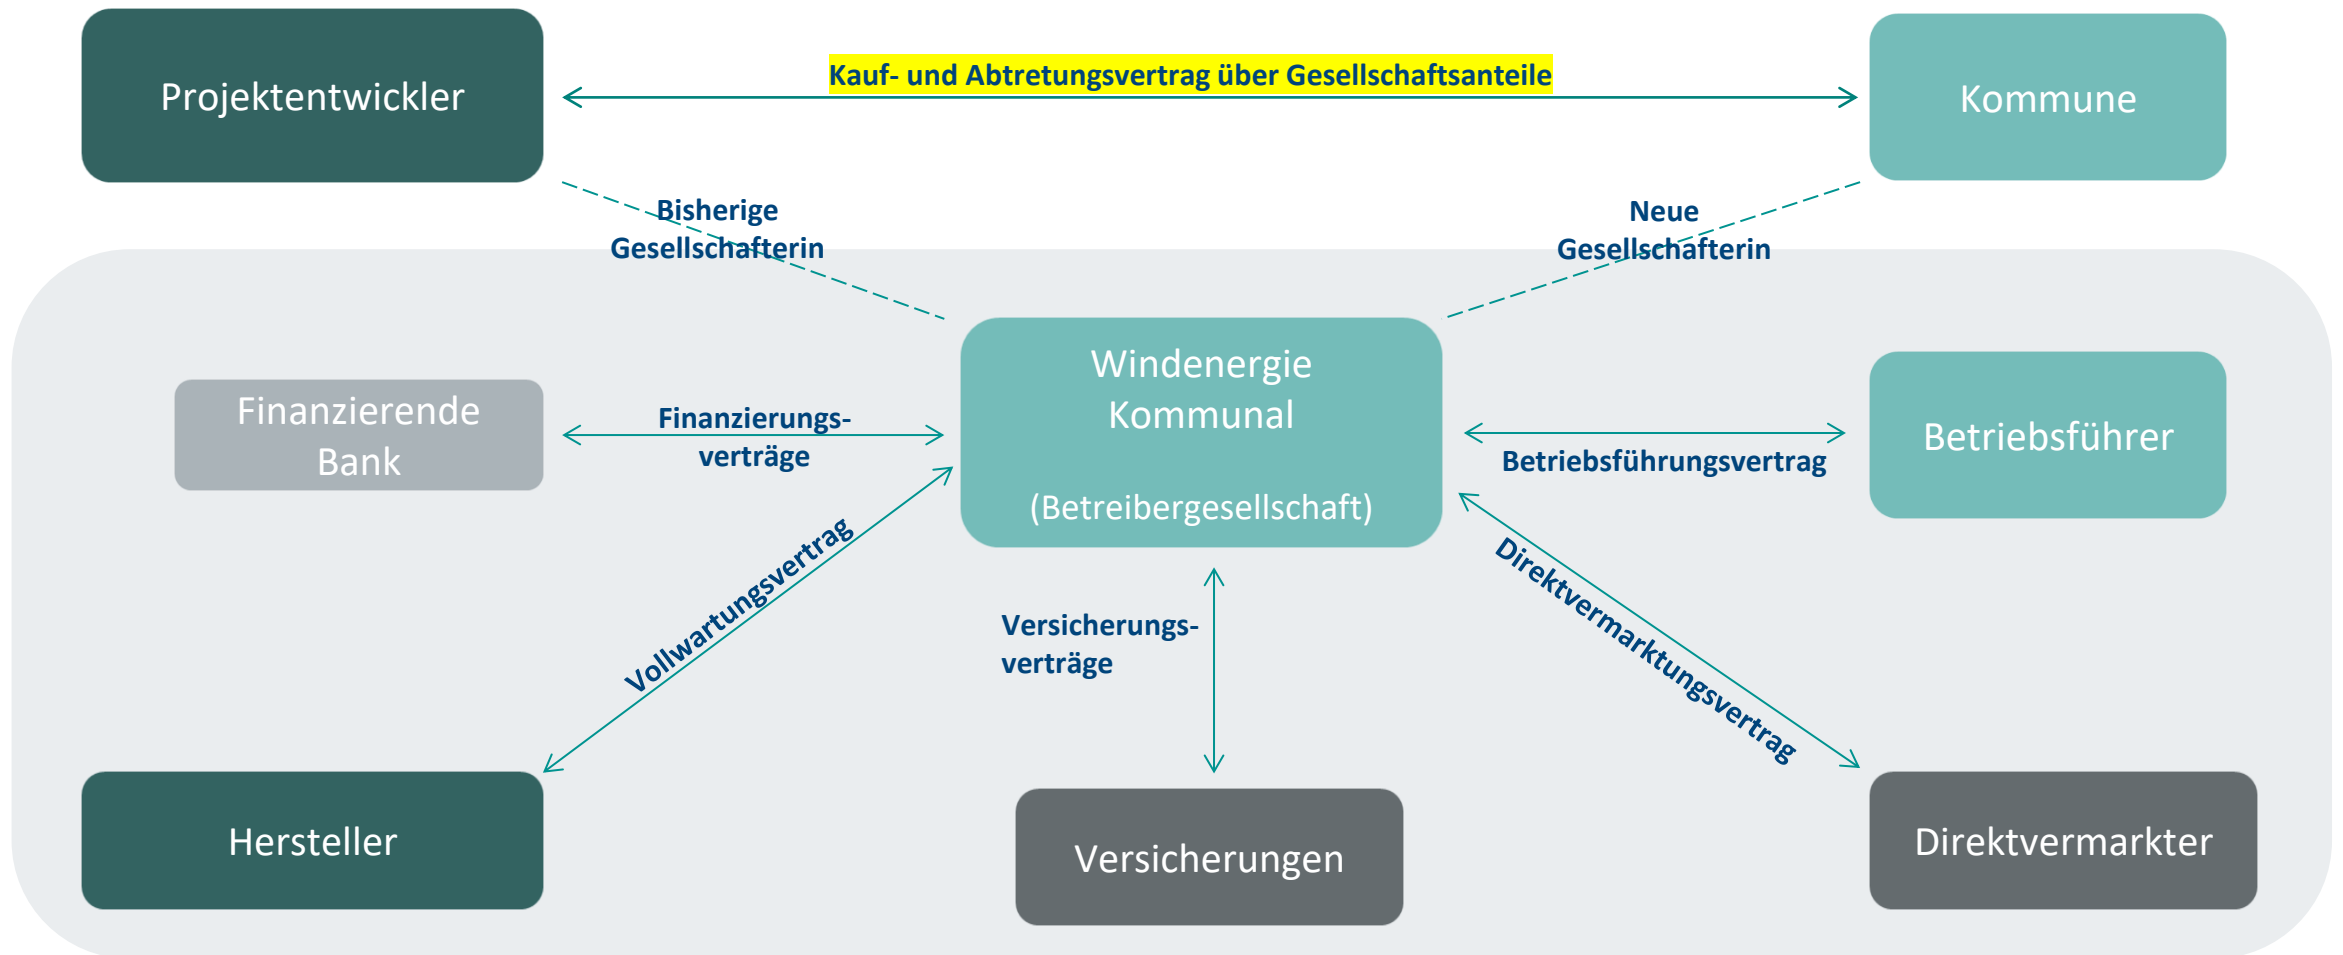 Projektentwickler
Kauf- und Abtretungsvertrag über Gesellschaftsanteile
Kommune
Bisherige
Gesellschafterin
Neue
Gesellschafterin
Finanzierende
Bank
Finanzierungs-
verträge
Windenergie
Kommunal
(Betreibergesellschaft)
Betriebsführungsvertrag
Betriebsführer
Vollwartungsvertrag
Versicherungs-
verträge
Direktvermarktungsvertrag
Hersteller
Versicherungen
Direktvermarkter